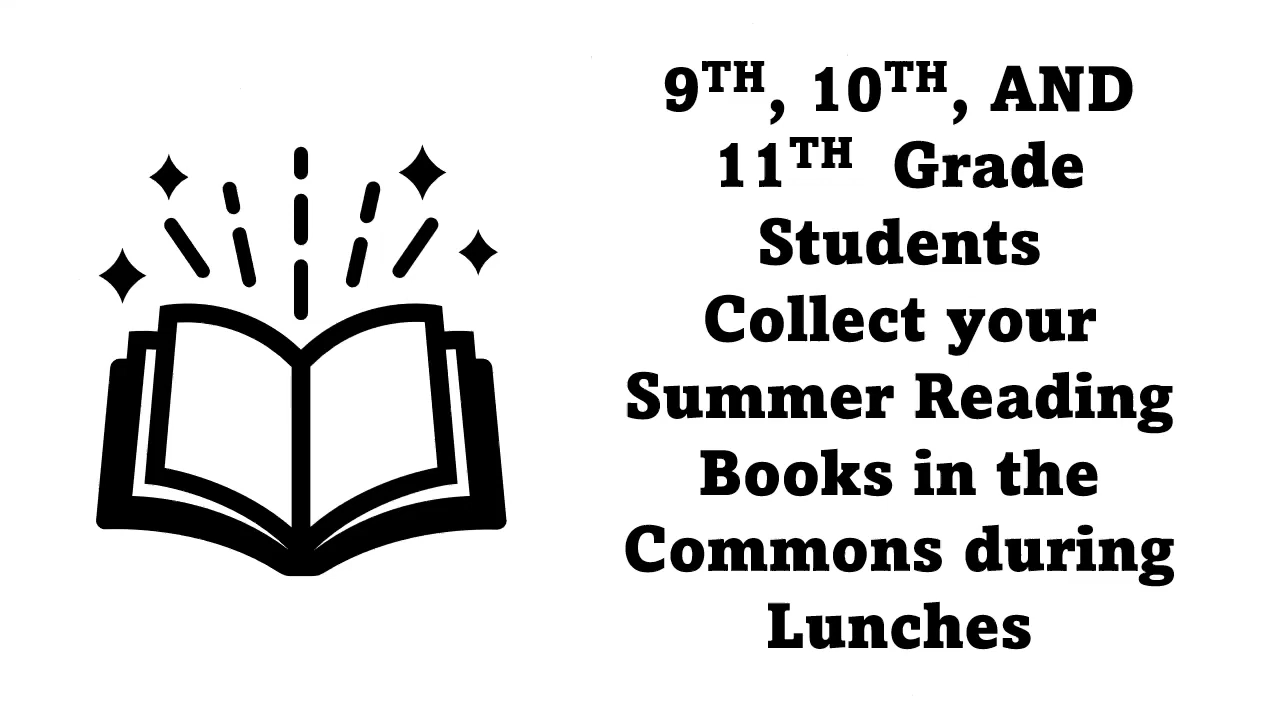 9TH, 10TH, AND
11TH Grade
Students
Collect your
Summer Reading
Books in the
Commons during
Lunches